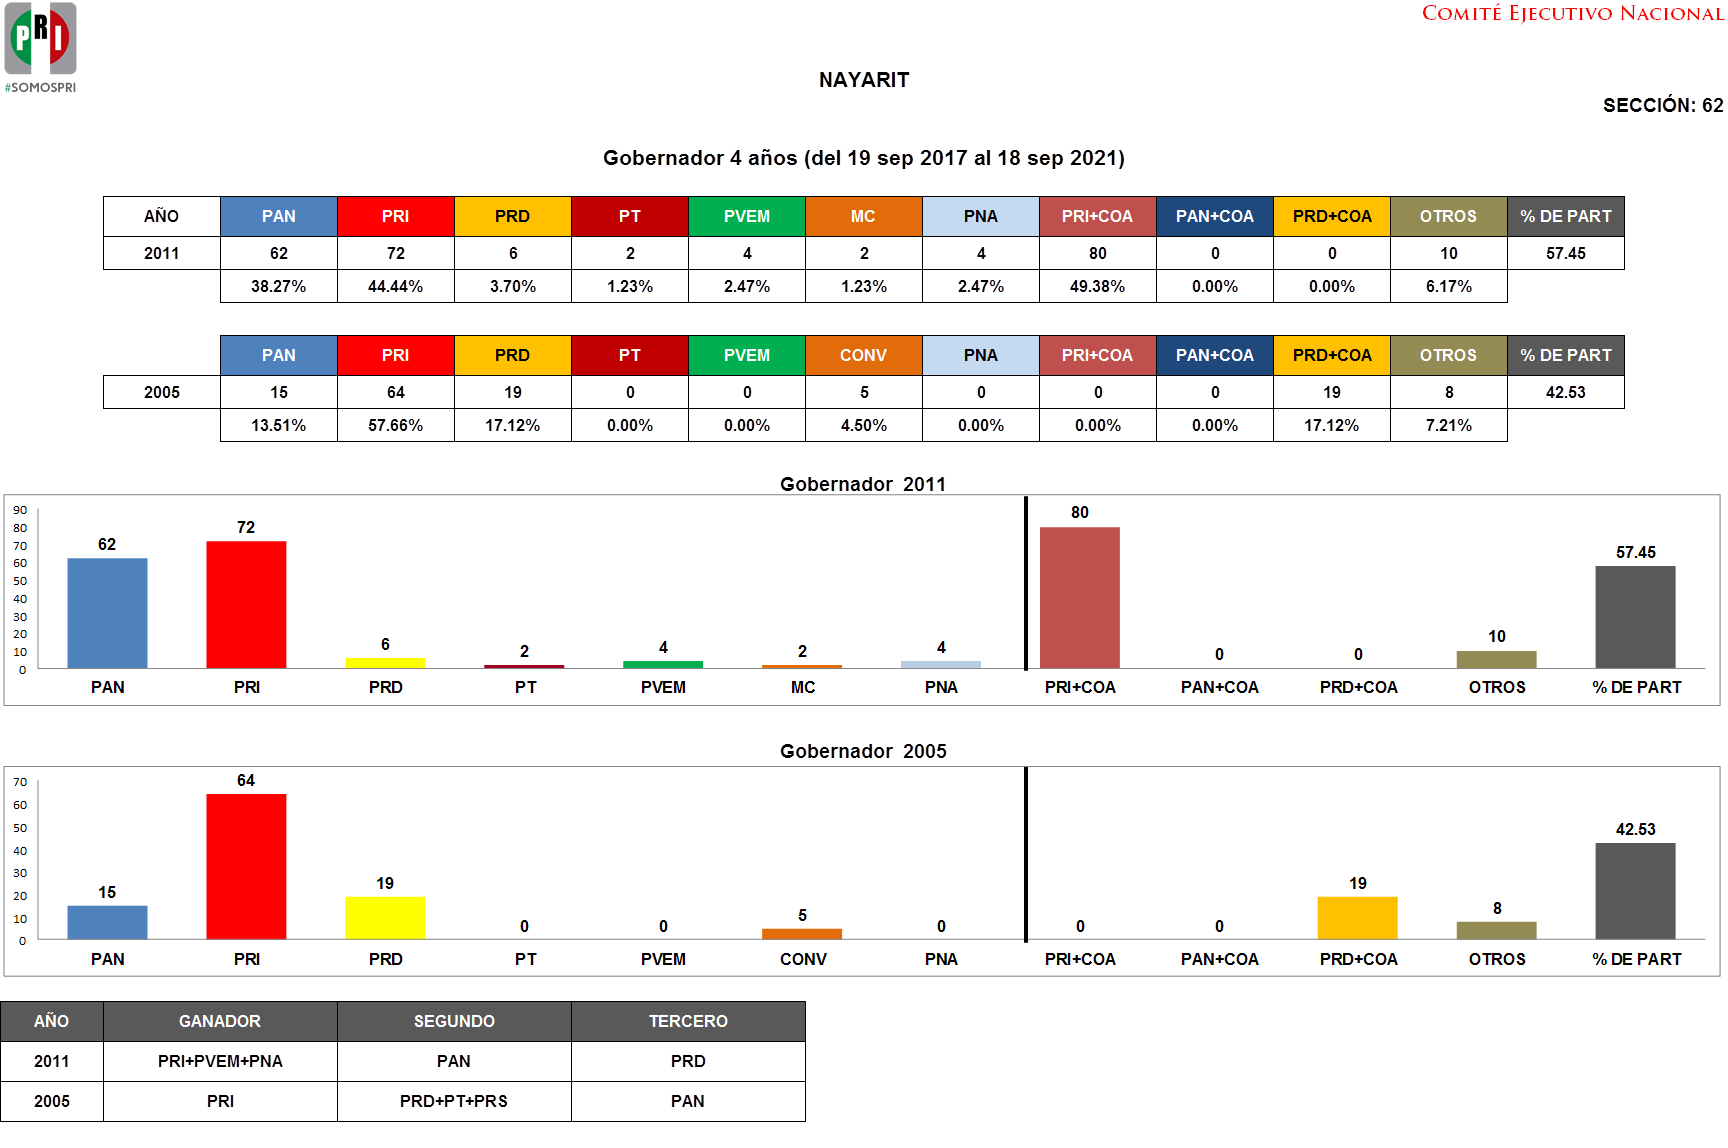 PRI
#SOMOSPRI
COMITÉ EJECUTIVO NACIONAL
NAYARIT
SECCIÓN: 62
Gobernador 4 años (del 19 sep 2017 al 18 sep 2021)
AÑO PAN PRI PRD PT PVEM MC PNA PRI+COA PAN+COA PRD+COA OTROS % DE PART
2011 62 72 6 2 4 2 4 80 0 0 10 57.45
38.27% 44.44% 3.70% 1.23% 2.47% 1.23% 2.47% 49.38% 0.00% 0.00% 6.17%
PAN PRI PRD PT PVEM CONV PNA PRI+COA PAN+COA PRD+COA OTROS % DE PART
2005 15 64 19 0 0 5 0 0 0 19 8 42.53
13.51% 57.66% 17.12% 0.00% 0.00% 4.50% 0.00% 0.00% 0.00% 17.12% 7.21%
Gobernador 2011
90
80
70
60
50
40
30
20
10
0
62 72 6 2 4 2 4 80 0 0 10 57.45
PAN PRI PRD PT PVEM MC PNA PRI+COA PAN+COA PRD+COA OTROS % DE PART
Gobernador 2005
70
60
50
40
30
20
10
0
15 64 19 0 0 5 0 0 0 19 8 42.53
PAN PRI PRD PT PVEM CONV PNA PRI+COA PAN+COA PRD+COA OTROS % DE PART
AÑO GANADOR SEGUNDO TERCERO
2011 PRI+PVEM+PNA PAN PRD
2005 PRI PRD+PT+PRS PAN